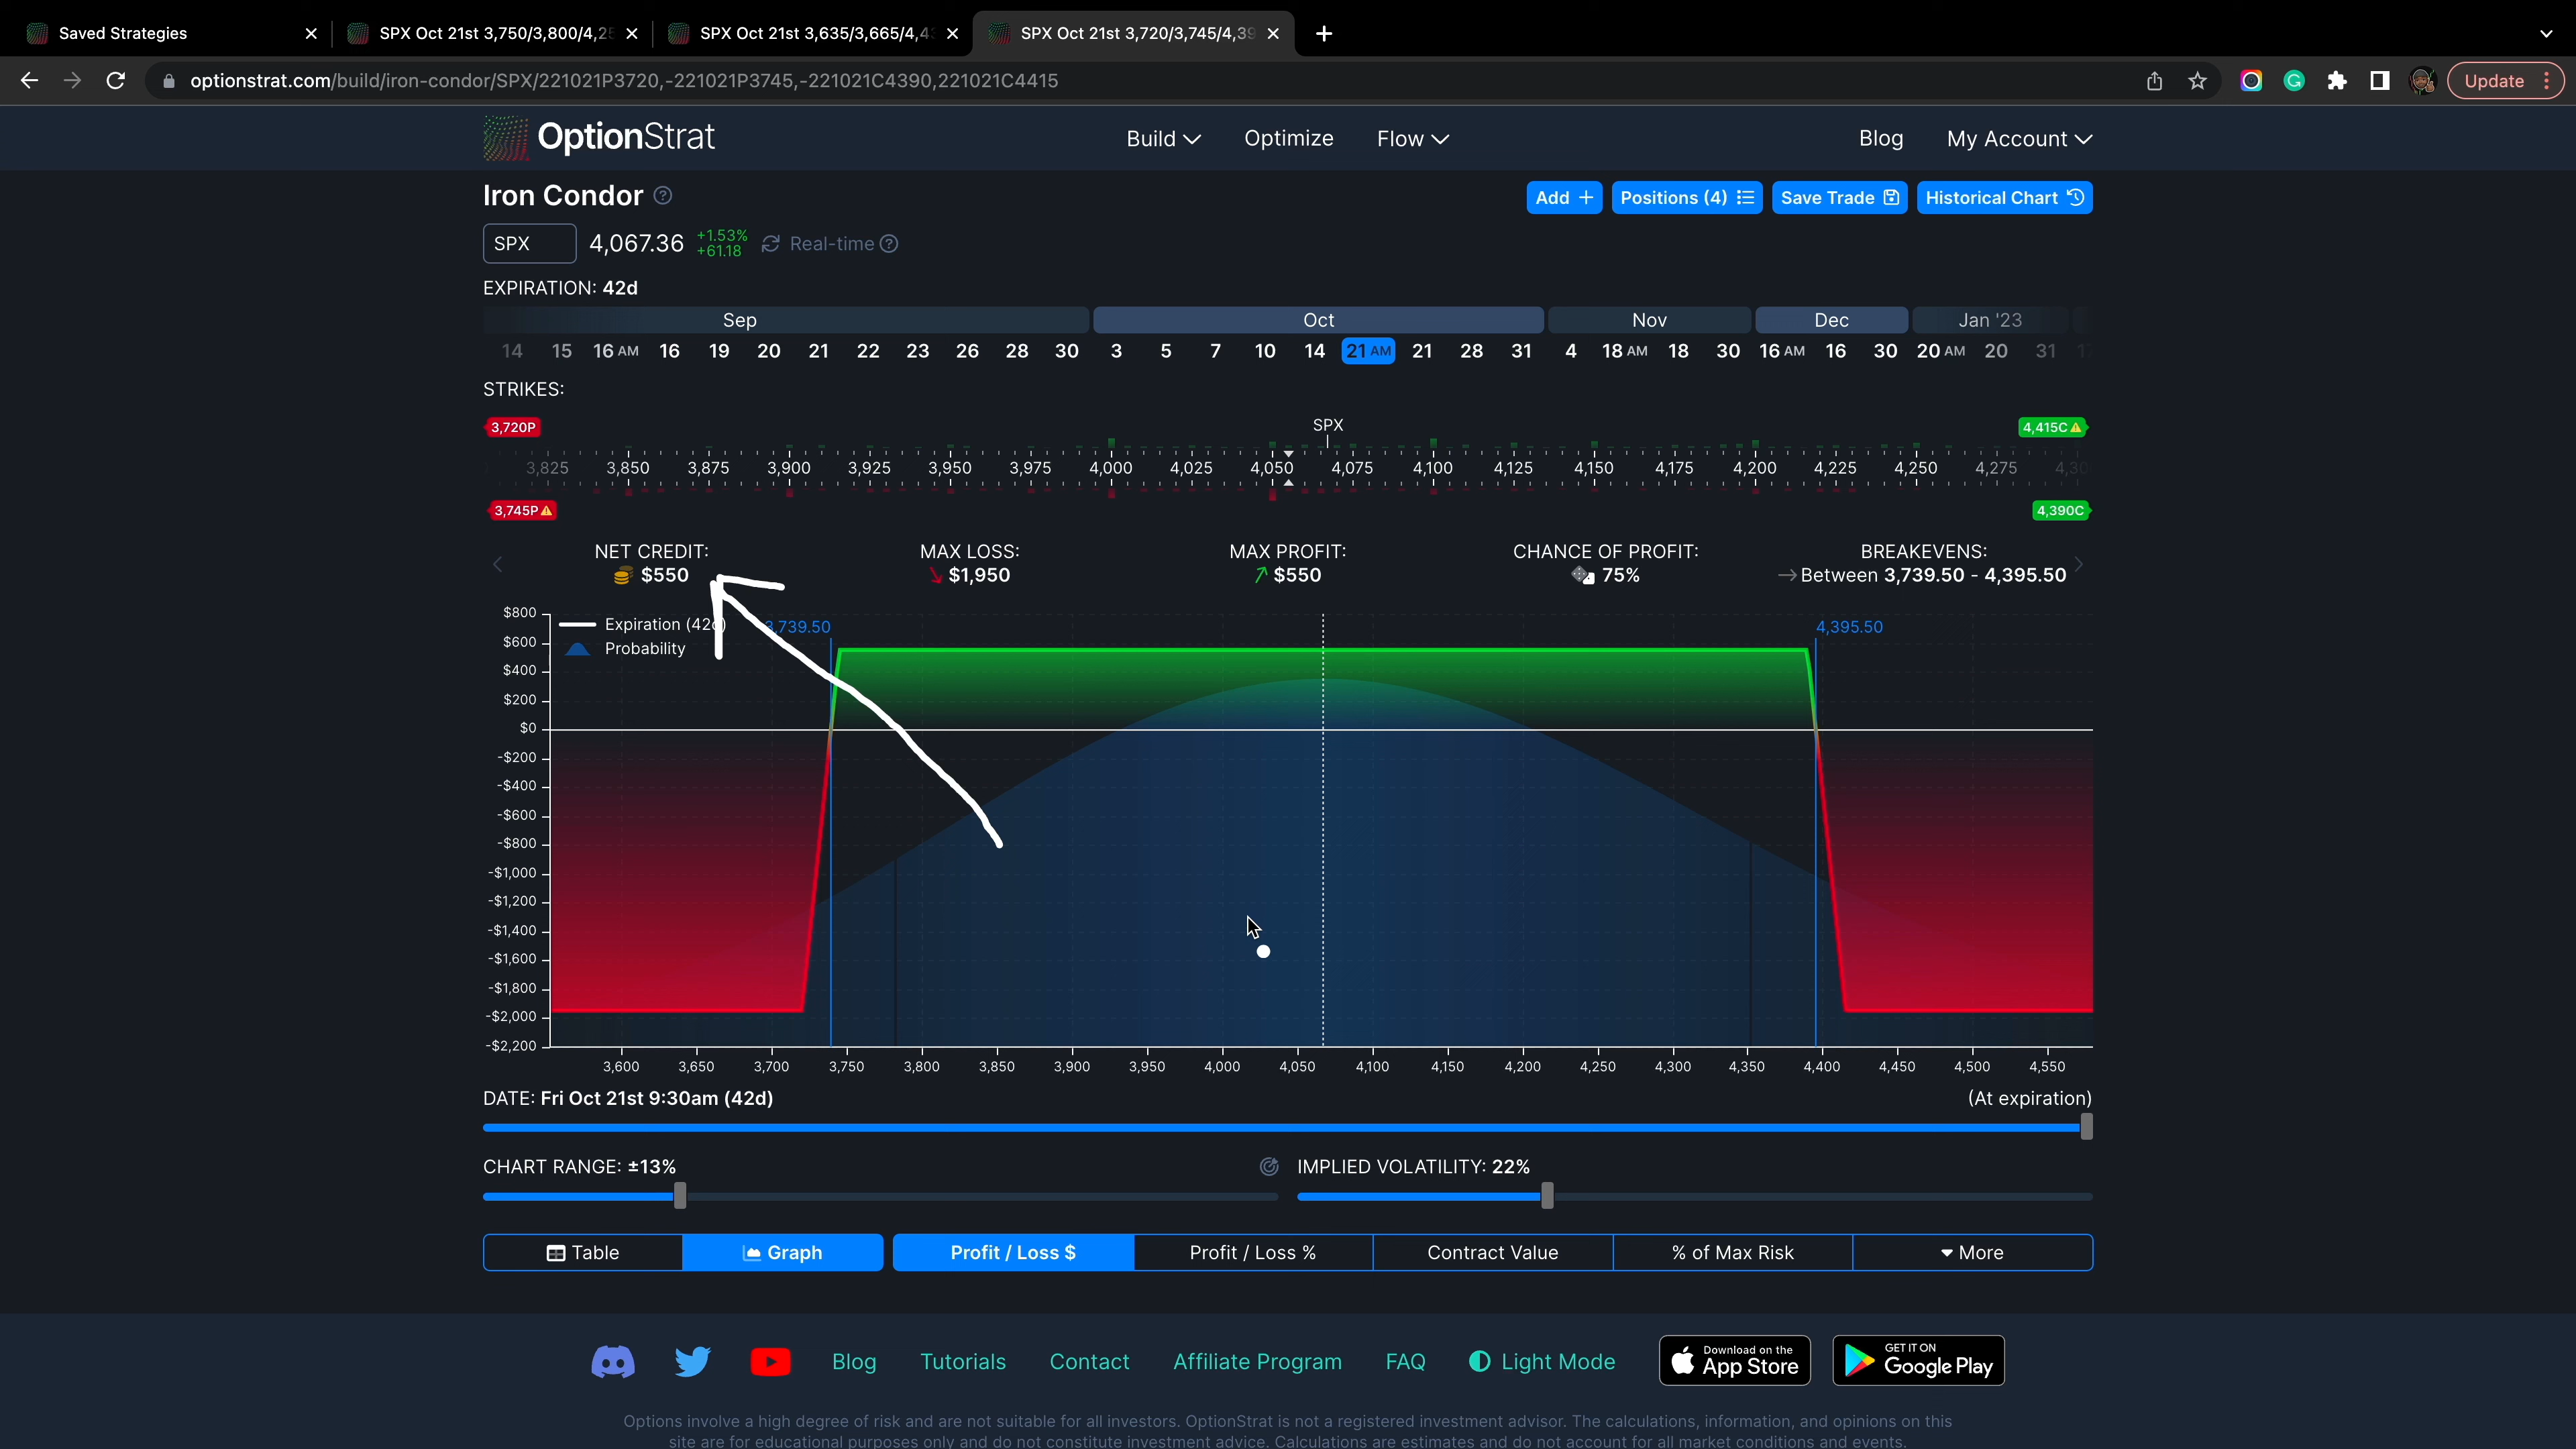 Saved Strategies
SPX Oct 21st 3,750/3,800/4,25
SPX Oct 21st 3,635/3,665/4,43
SPX Oct 21st 3,720/3,745/4,39
optionstrat.com/build/iron-condor/SPX/221021P3720,-221021P3745,-221021C4390,221021C4415
Update
OptionStrat
Build Optimize Flow
Blog My Account
Iron Condor
Add + Positions (4) Save Trade Historical Chart
SPX 4,067.36 +1.53% +61.18 Real-time
EXPIRATION: 42d
Sep Oct Nov Dec Jan '23
14 15 16 AM 16 19 20 21 22 23 26 28 30 3 5 7 10 14 21 AM 21 28 31 4 18 AM 18 30 16 AM 16 30 20 AM 20 31
STRIKES:
SPX
3,720P 4,415C
3,825 3,850 3,875 3,900 3,925 3,950 3,975 4,000 4,025 4,050 4,075 4,100 4,125 4,150 4,175 4,200 4,225 4,250 4,275 4,30
3,745P 4,390C
NET CREDIT: MAX LOSS: MAX PROFIT: CHANCE OF PROFIT: BREAKEVENS:
$550 $1,950 $550 75% Between 3,739.50 - 4,395.50
Expiration (42d)
Probability
3,739.50 4,395.50
$800
$600
$400
$200
$0
-$200
-$400
-$600
-$800
-$1,000
-$1,200
-$1,400
-$1,600
-$1,800
-$2,000
-$2,200
3,600 3,650 3,700 3,750 3,800 3,850 3,900 3,950 4,000 4,050 4,100 4,150 4,200 4,250 4,300 4,350 4,400 4,450 4,500 4,550
DATE: Fri Oct 21st 9:30am (42d) (At expiration)
CHART RANGE: ±13% IMPLIED VOLATILITY: 22%
Table Graph Profit / Loss $ Profit / Loss % Contract Value % of Max Risk More
Blog Tutorials Contact Affiliate Program FAQ Light Mode
Download on the App Store
GET IT ON Google Play
Options involve a high degree of risk and are not suitable for all investors. OptionStrat is not a registered investment advisor. The calculations, information, and opinions on this
site are for educational purposes only and do not constitute investment advice. Calculations are estimates and do not account for all market conditions and events.